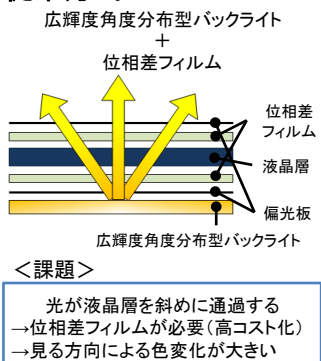 広輝度角度分布型バックライト
+
位相差フィルム
位相差
フィルム
液晶層
偏光板
広輝度角度分布型バックライト
＜課題＞
光が液晶層を斜めに通過する
→位相差フィルムが必要（高コスト化）
→見る方向による色変化が大きい